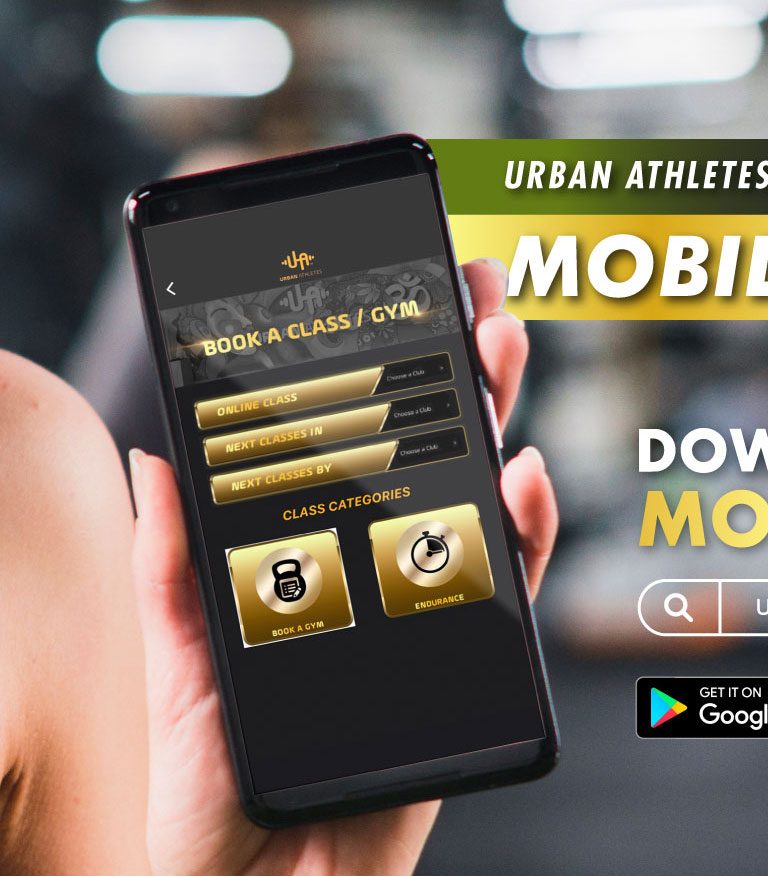 URBAN ATHLETES
MOBIL
UA
URBAN ATHLETES
BOOK A CLASS / GYM
ONLINE CLASS
Choose a Club
NEXT CLASSES IN
Choose a Club
NEXT CLASSES BY
Choose a Club
CLASS CATEGORIES
BOOK A GYM
ENDURANCE
DOW
MO
U
GET IT ON
Googl